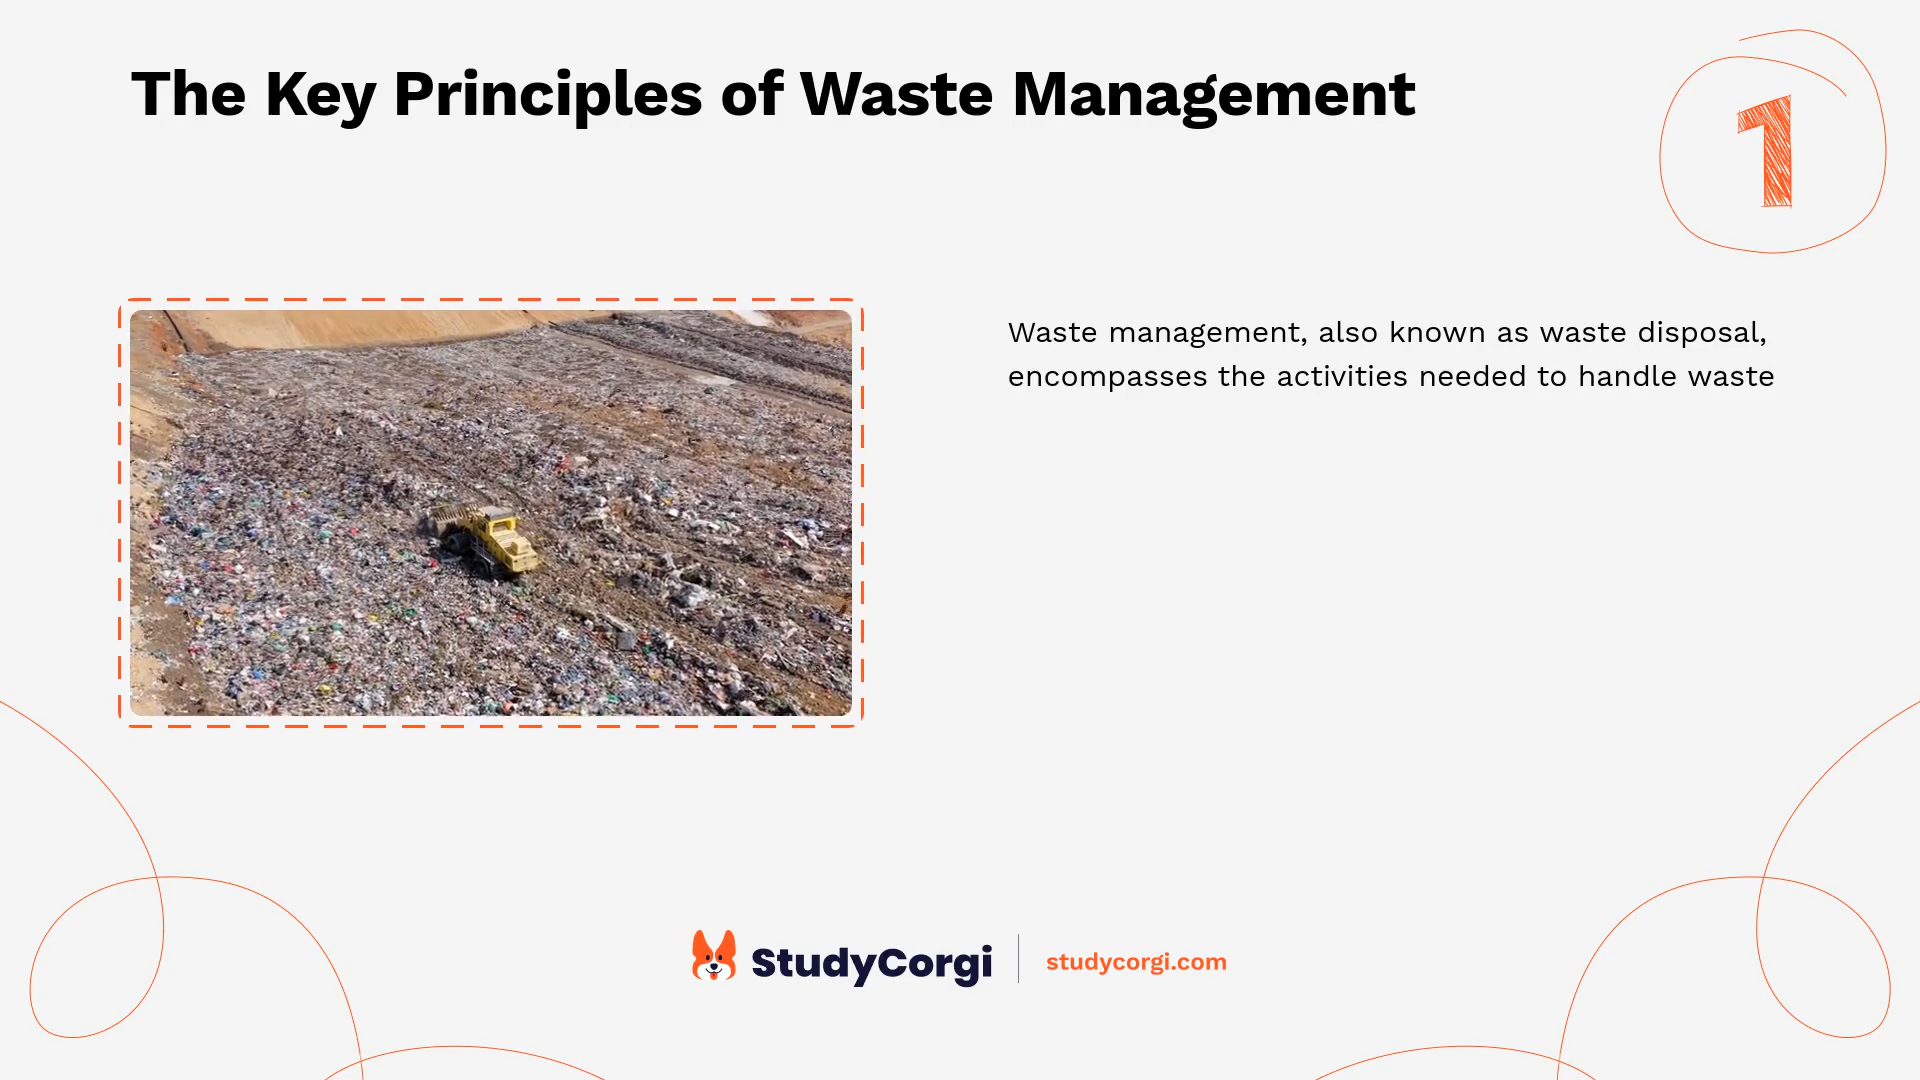 The Key Principles of Waste Management
1
Waste management, also known as waste disposal,
encompasses the activities needed to handle waste
StudyCorgi
studycorgi.com